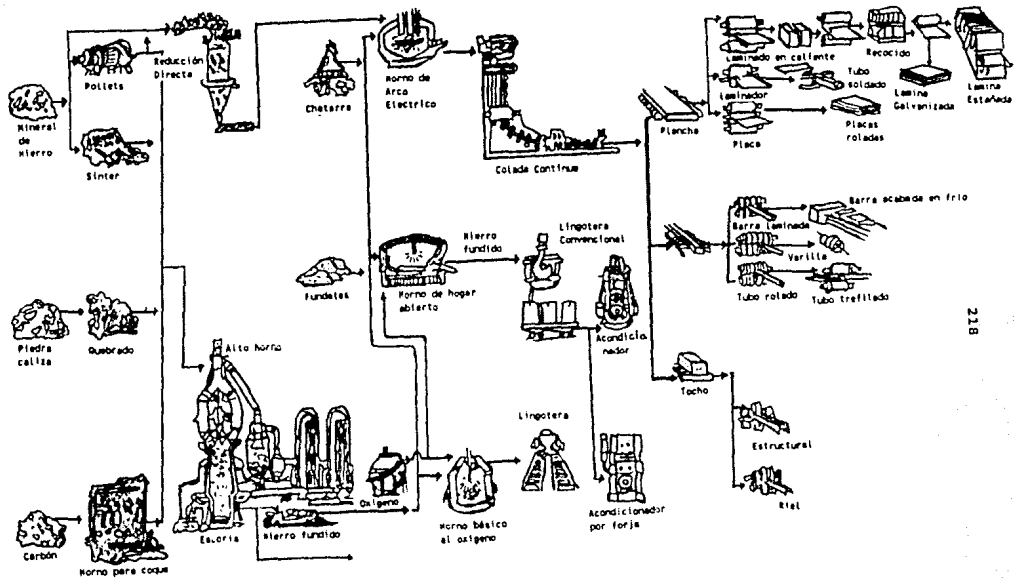 Mineral
de
Hierro
Pellets
Sinter
Reducción
Directa
Chatarra
Horno de
Arco
Electrico
Colada Continua
Plancha
Laminado en caliente
Recocido
Lamina
Galvanizada
Lamina
Estañada
Laminador
Tubo
soldado
Placa
Placas
roladas
Barra laminada
Barra acabada en frio
Varilla
Tubo rolado
Tubo trefilado
Fundelas
Horno de hogar
abierto
Hierro
fundido
Lingotera
Convencional
Acondicio
nador
218
Piedra
caliza
Quebrado
Alto horno
Tocho
Estructural
Riel
Lingotera
Oxígeno
Horno básico
al oxígeno
Acondicionador
por forja
Escoria
Hierro fundido
Carbón
Horno para coque